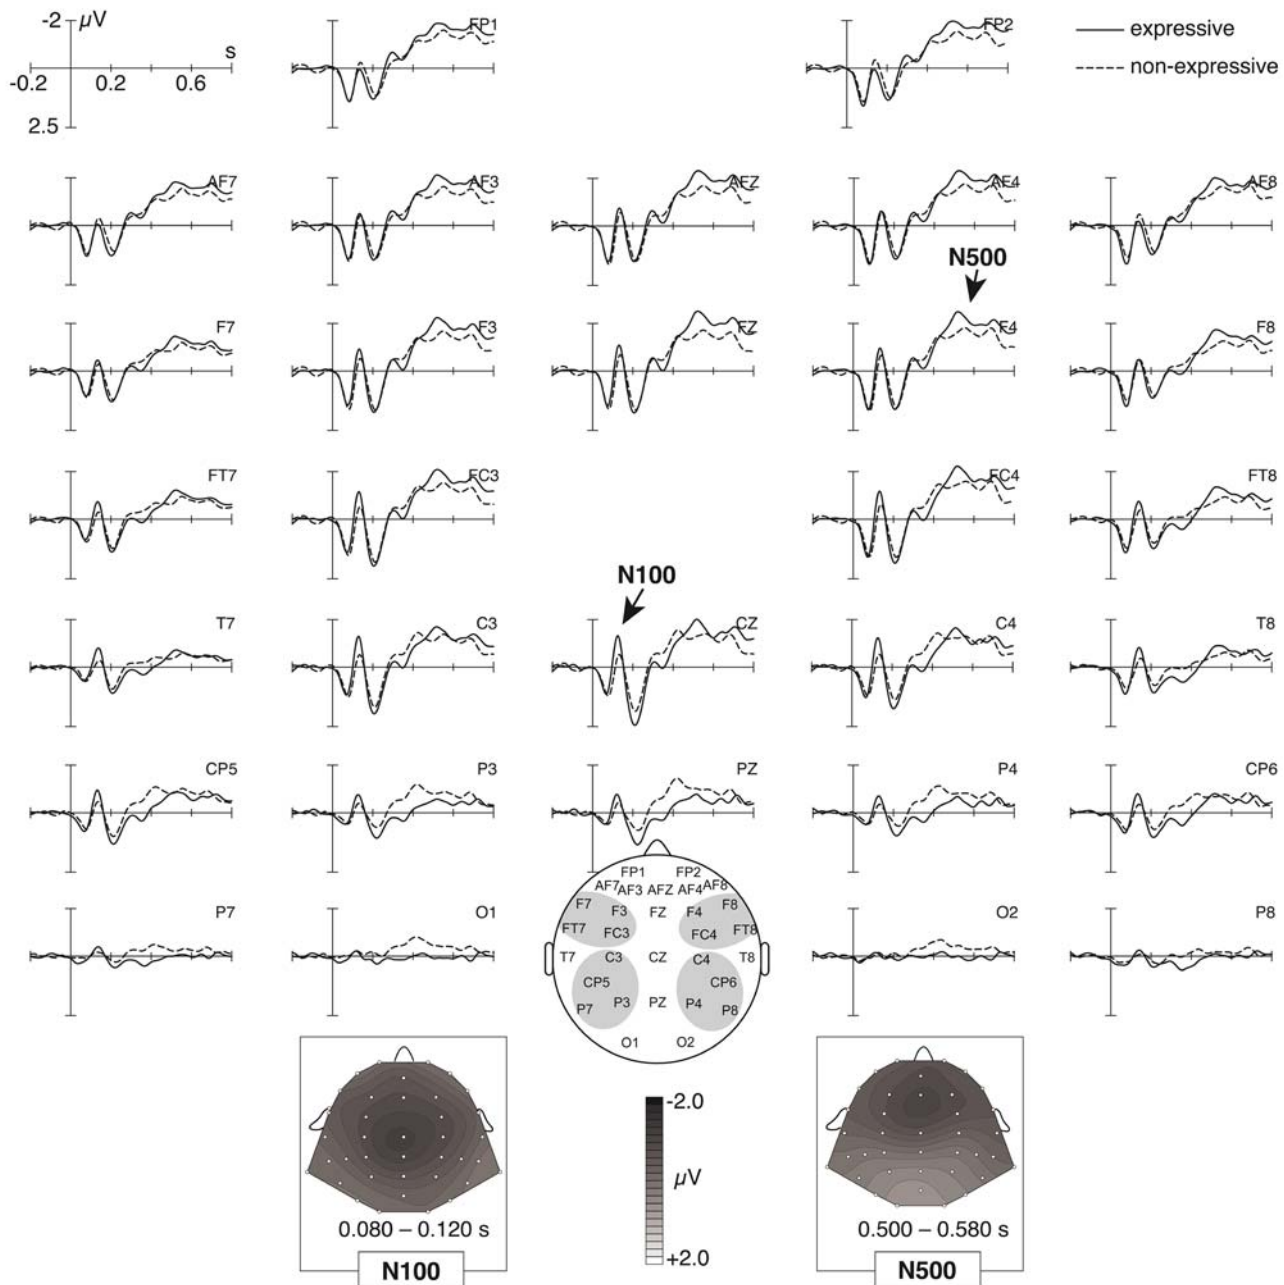 -2 µV
s
-0.2 0.2 0.6
2.5
FP1 FP2
expressive
non-expressive
AF7 AF3 AFZ AF4 AF8
N500
F7 F3 FZ F4 F8
FT7 FC3 FC4 FT8
N100
T7 C3 CZ C4 T8
CP5 P3 PZ P4 CP6
P7 O1 O2 P8
FP1 FP2
AF7 AF3 AFZ AF4 AF8
F7 F3 FZ F4 F8
FT7 FC3 FC4 FT8
T7 C3 CZ C4 T8
CP5 CP6
P7 P3 PZ P4 P8
O1 O2
-2.0
µV
+2.0
0.080 – 0.120 s
N100
0.500 – 0.580 s
N500